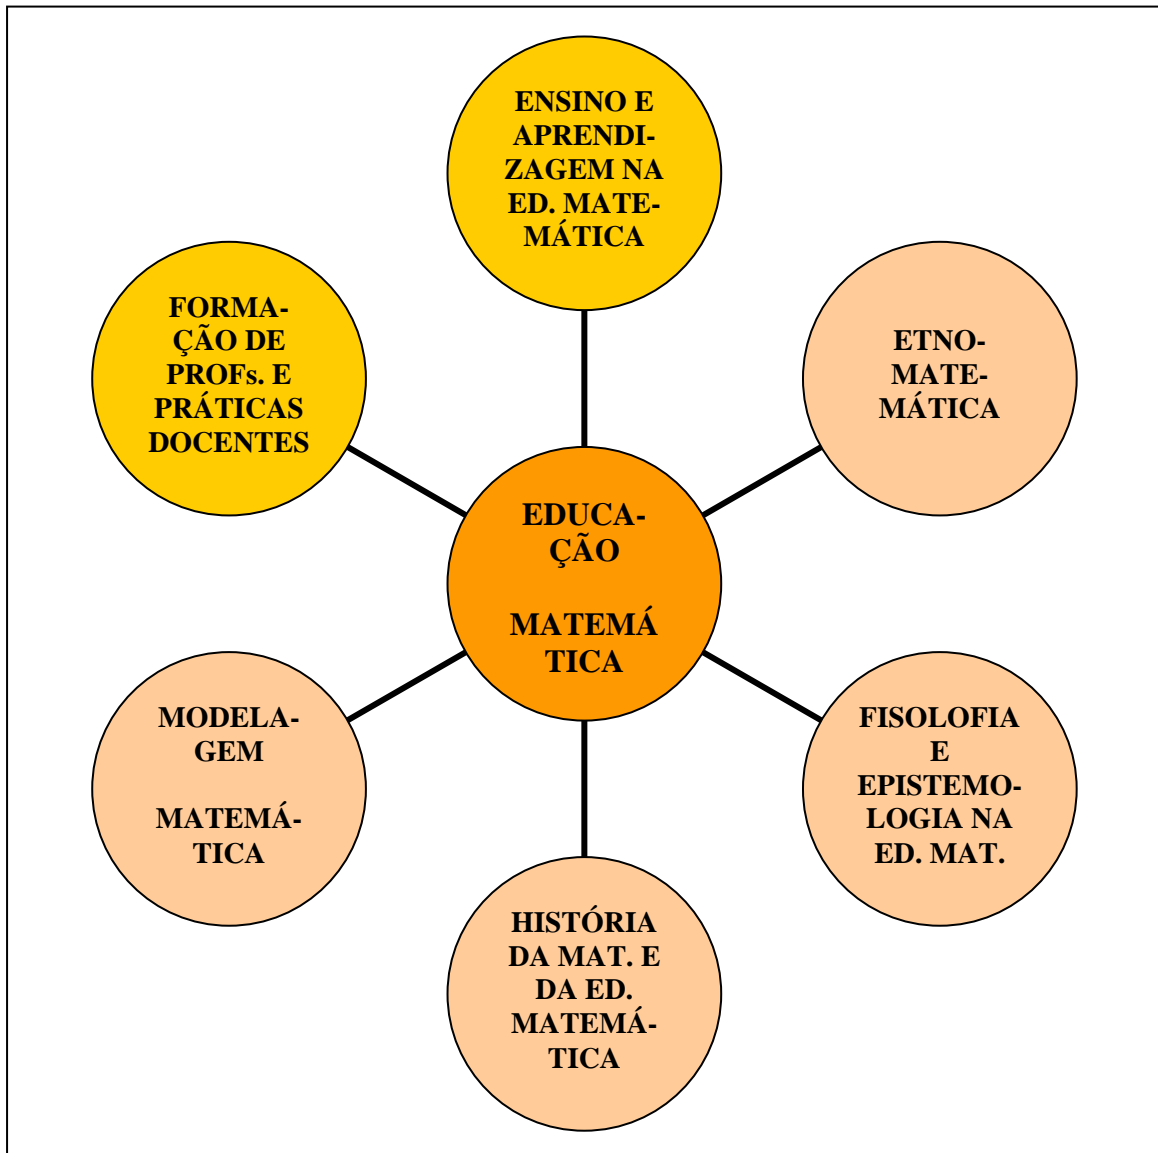 ENSINO E
APRENDI-
ZAGEM NA
ED. MATE-
MÁTICA
FORMA-
ÇÃO DE
PROFs. E
PRÁTICAS
DOCENTES
ETNO-
MATE-
MÁTICA
EDUCA-
ÇÃO
MATEMÁ
TICA
MODELA-
GEM
MATEMÁ-
TICA
FISOLOFIA
E
EPISTEMO-
LOGIA NA
ED. MAT.
HISTÓRIA
DA MAT. E
DA ED.
MATEMÁ-
TICA